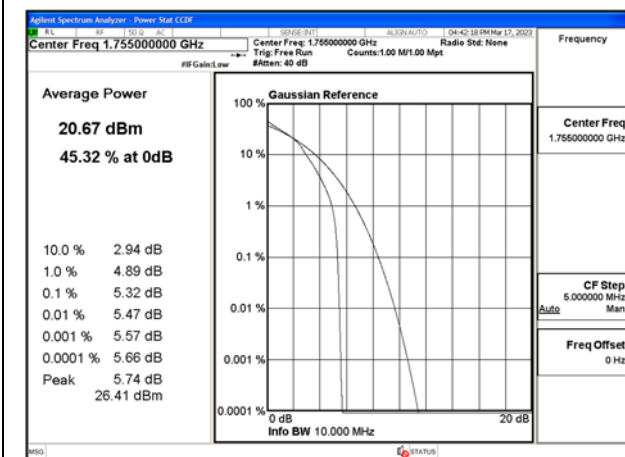 Agilent Spectrum Analyzer - Power Stat CCDF
RL RF 50 Ω AC SENSE:INT ALIGN AUTO 04:42:18 PM Mar 17, 2023
Center Freq 1.755000000 GHz
Center Freq: 1.755000000 GHz Radio Std: None
Trig: Free Run Counts:1.00 M/1.00 Mpt
#IFGain:Low #Atten: 40 dB
Frequency
Average Power
20.67 dBm
45.32 % at 0dB
10.0 % 2.94 dB
1.0 % 4.89 dB
0.1 % 5.32 dB
0.01 % 5.47 dB
0.001 % 5.57 dB
0.0001 % 5.66 dB
Peak 5.74 dB
26.41 dBm
Gaussian Reference
100 %
10 %
1 %
0.1 %
0.01 %
0.001 %
0.0001 %
0 dB 20 dB
Info BW 10.000 MHz
Center Freq
1.755000000 GHz
CF Step
5.000000 MHz
Auto Man
Freq Offset
0 Hz
MSG STATUS